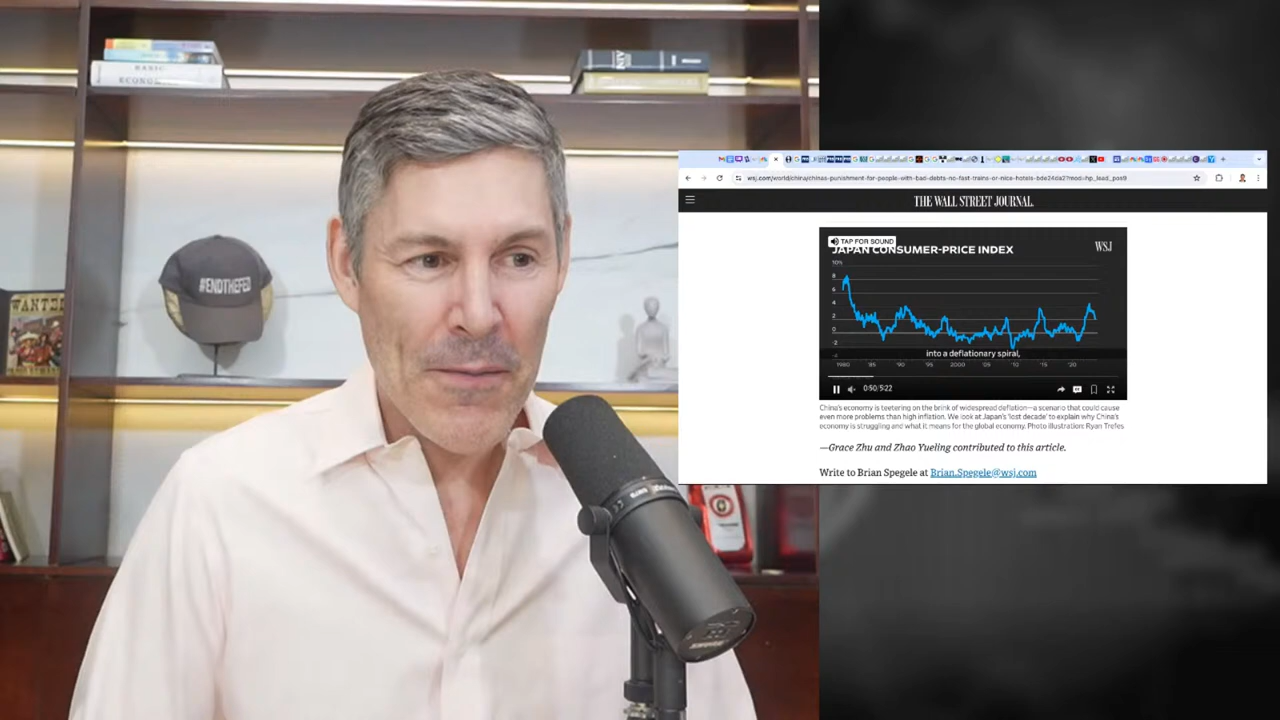 BASIC
ECONO
#ENDTHEFED
WANTED
wsj.com/world/china/chinas-punishment-for-people-with-bad-debts-no-fast-trains-or-nice-hotels-bde24da2?mod=hp_lead_pos9
THE WALL STREET JOURNAL.
TAP FOR SOUND
JAPAN CONSUMER-PRICE INDEX
WSJ
10%
8
6
4
2
0
-2
-4
into a deflationary spiral,
1980 '85 '90 '95 2000 '05 '10 '15 '20
0:50/5:22
China's economy is teetering on the brink of widespread deflation—a scenario that could cause
even more problems than high inflation. We look at Japan's 'lost decade' to explain why China's
economy is struggling and what it means for the global economy. Photo illustration: Ryan Trefes
—Grace Zhu and Zhao Yueling contributed to this article.
Write to Brian Spegele at Brian.Spegele@wsj.com